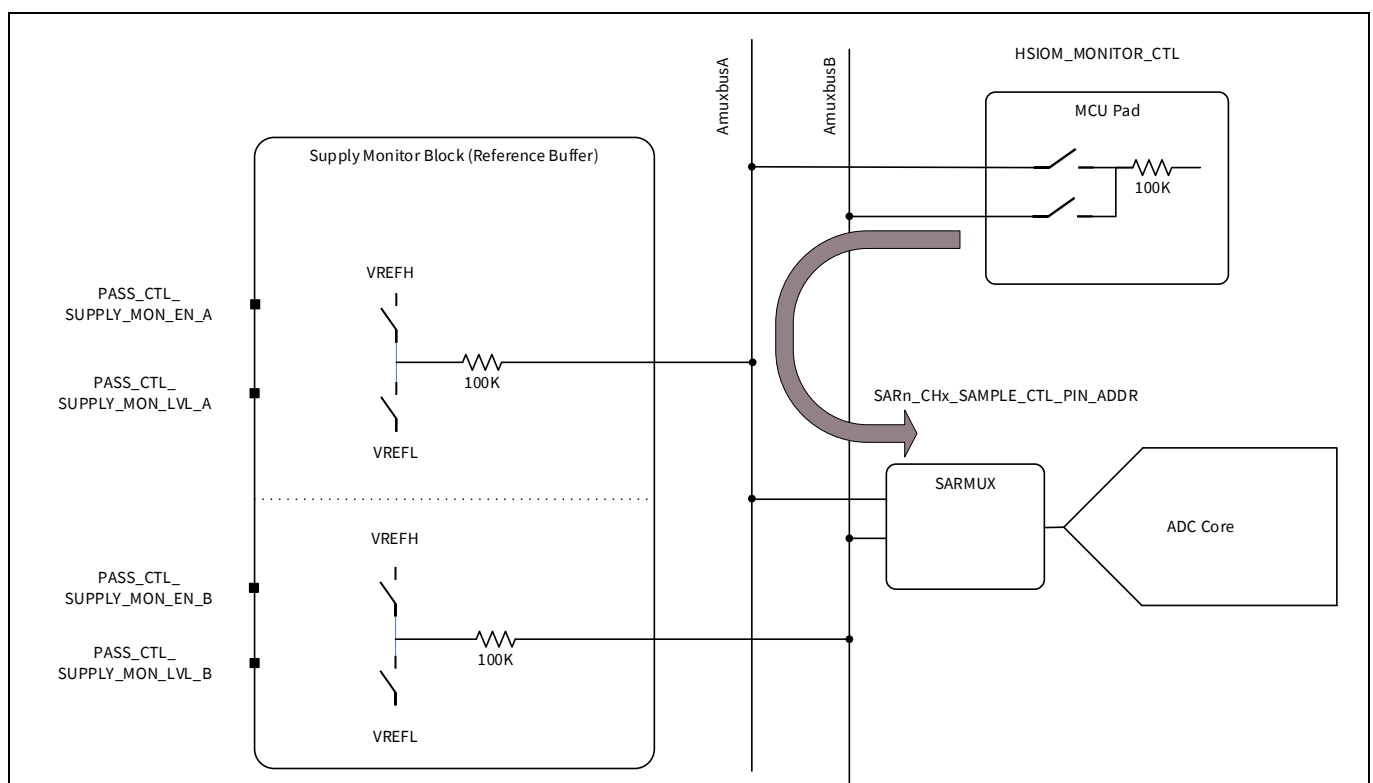 HSIOM_MONITOR_CTL
AmuxbusA
AmuxbusB
MCU Pad
100K
Supply Monitor Block (Reference Buffer)
VREFH
PASS_CTL_
SUPPLY_MON_EN_A
100K
PASS_CTL_
SUPPLY_MON_LVL_A
VREFL
SARn_CHx_SAMPLE_CTL_PIN_ADDR
SARMUX
ADC Core
VREFH
PASS_CTL_
SUPPLY_MON_EN_B
100K
PASS_CTL_
SUPPLY_MON_LVL_B
VREFL